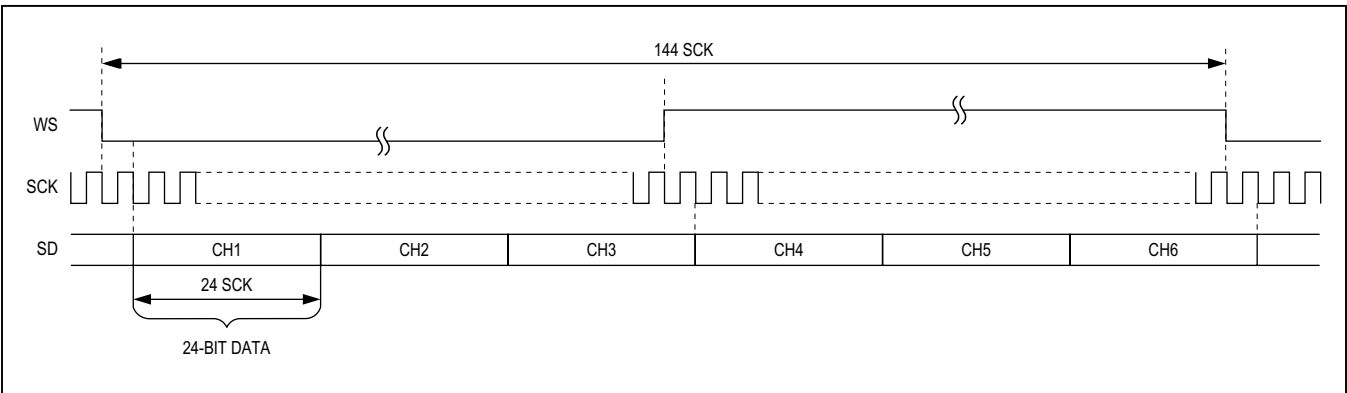 144 SCK
WS
SCK
SD CH1 CH2 CH3 CH4 CH5 CH6
24 SCK
24-BIT DATA